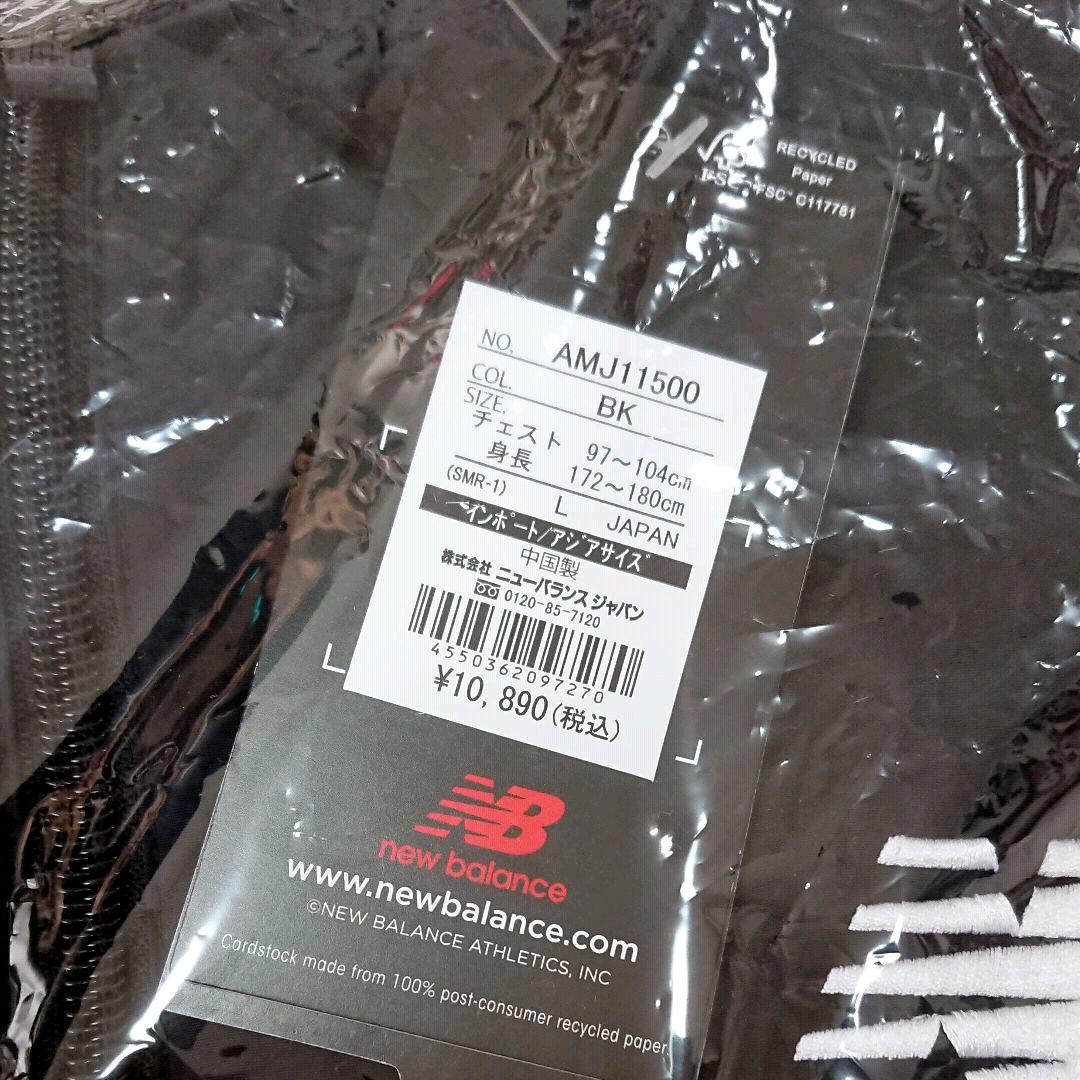 RECYCLED
Paper
FSC™ C117781
NO. AMJ11500
COL. BK
SIZE.
チェスト 97～104cm
身長 172～180cm
(SMR-1) L JAPAN
インポート/アジアサイズ
中国製
株式会社 ニューバランス ジャパン
0120-85-7120
4550362097270
¥10,890(税込)
NB
new balance
www.newbalance.com
©NEW BALANCE ATHLETICS, INC
Cardstock made from 100% post-consumer recycled paper.